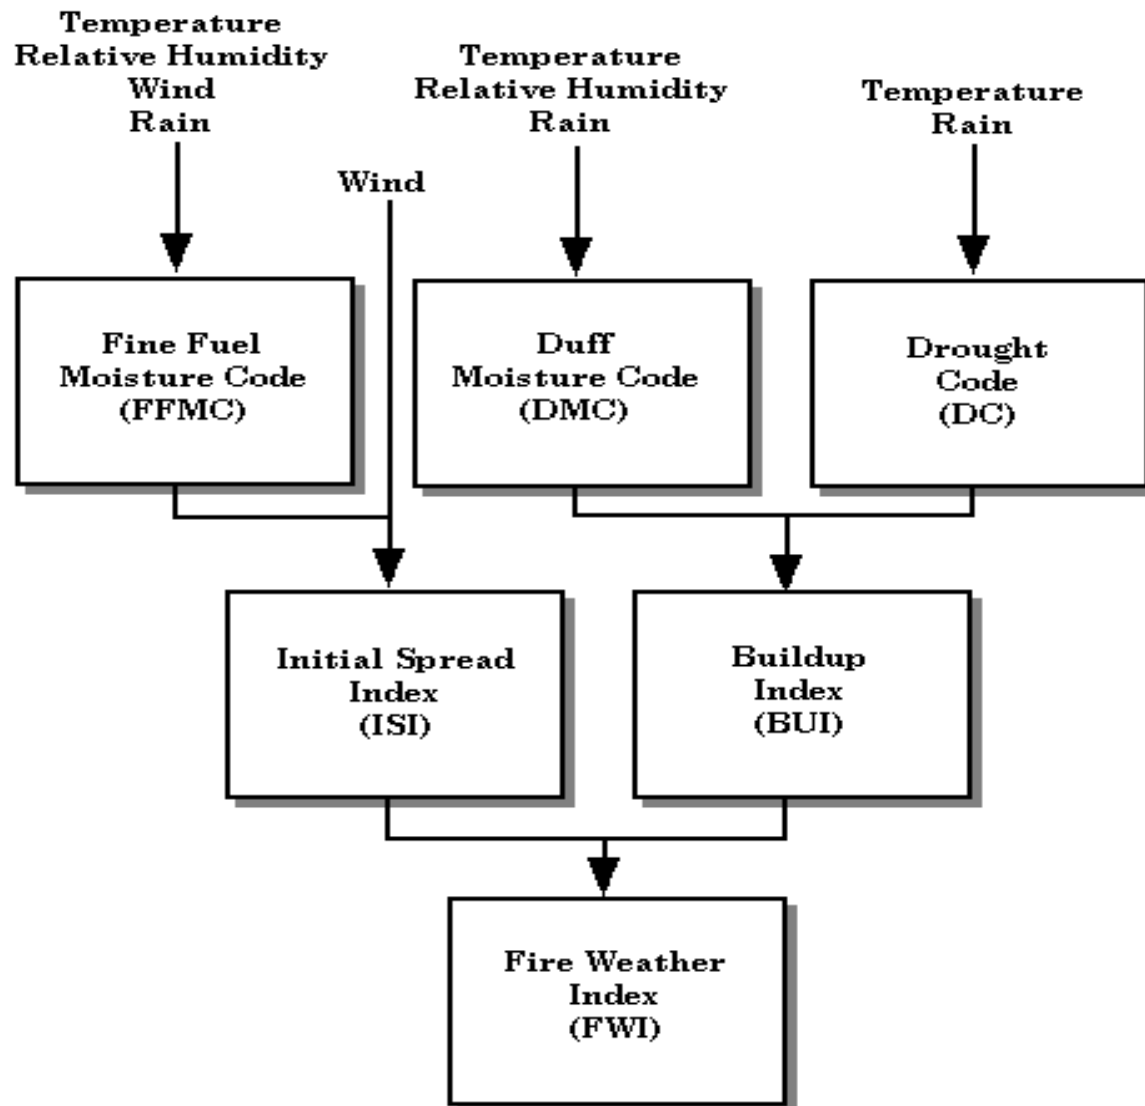 Temperature
Relative Humidity
Wind
Rain
Temperature
Relative Humidity
Rain
Temperature
Rain
Wind
Fine Fuel
Moisture Code
(FFMC)
Duff
Moisture Code
(DMC)
Drought
Code
(DC)
Initial Spread
Index
(ISI)
Buildup
Index
(BUI)
Fire Weather
Index
(FWI)